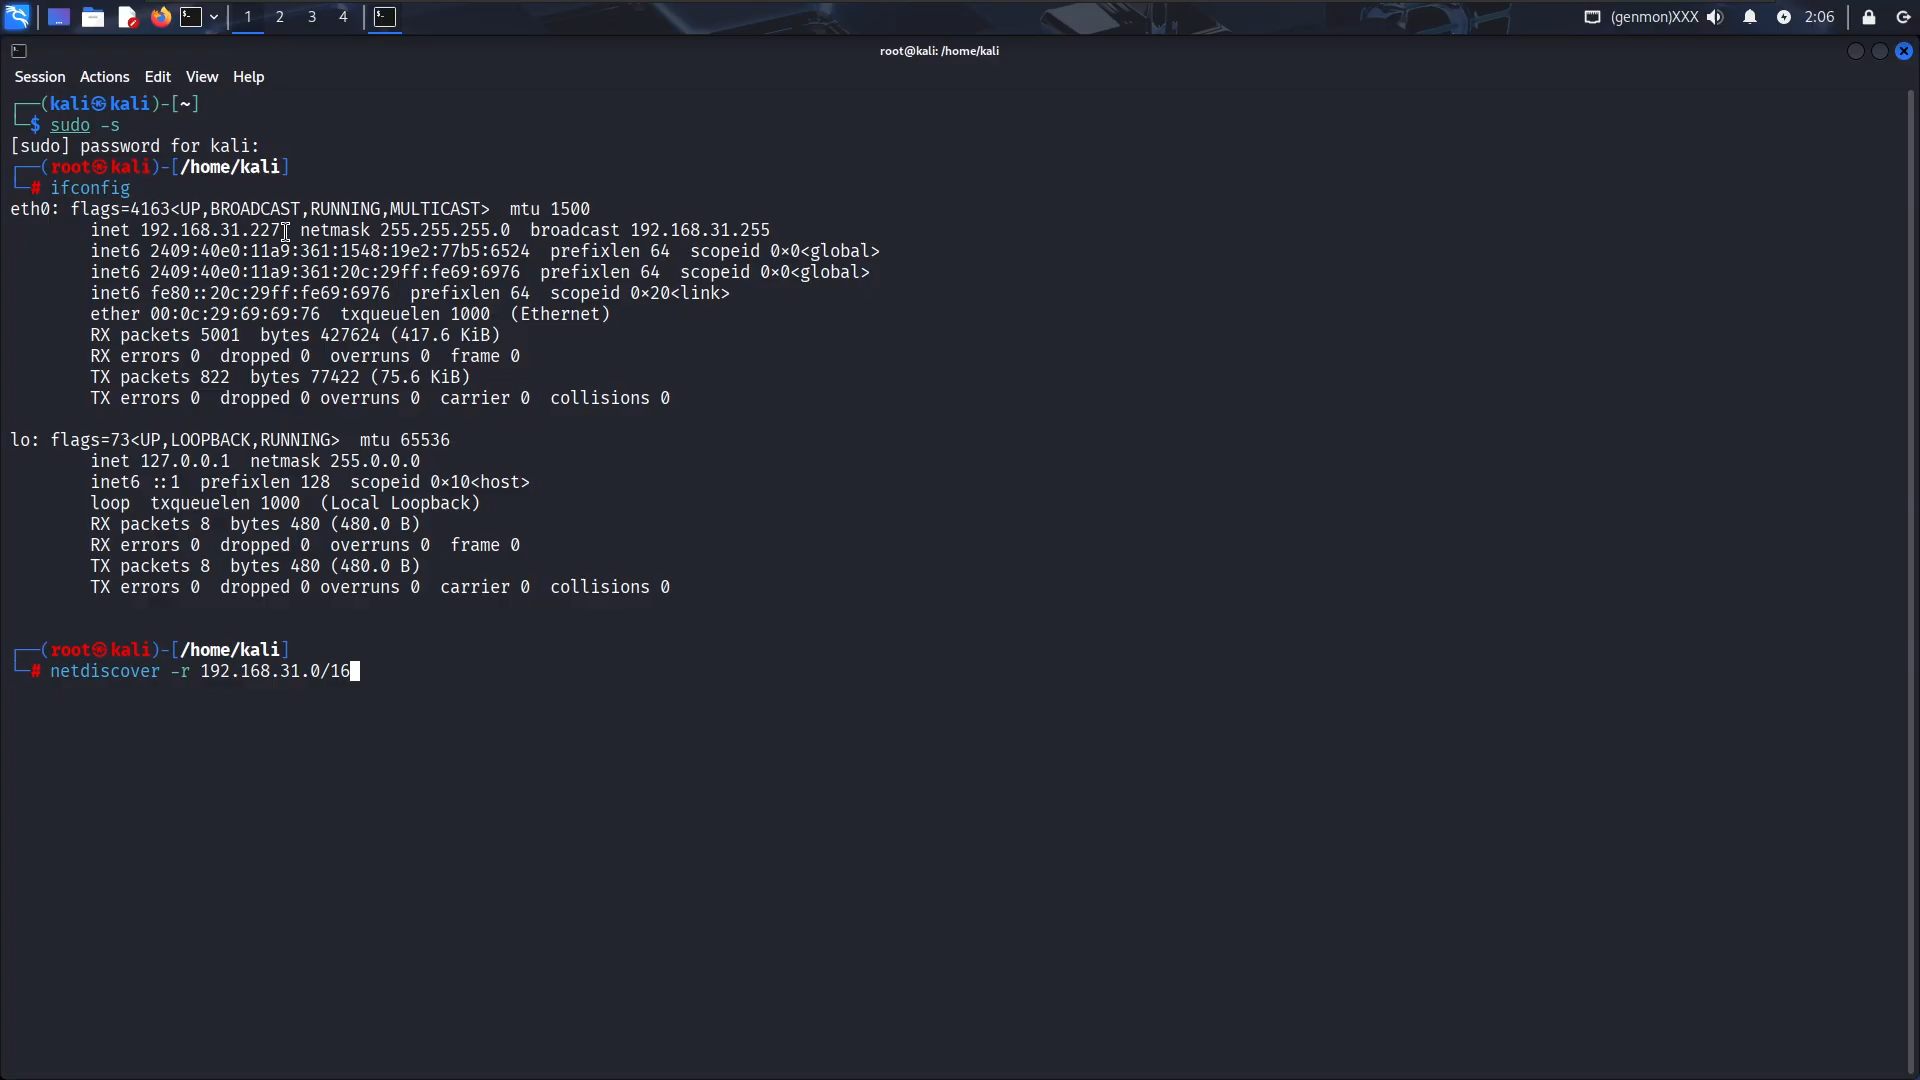 1 2 3 4 (genmon)XXX 2:06
root@kali: /home/kali
Session Actions Edit View Help
┌──(kali㉿kali)-[~]
└─$ sudo -s
[sudo] password for kali:
┌──(root㉿kali)-[/home/kali]
└─# ifconfig
eth0: flags=4163<UP,BROADCAST,RUNNING,MULTICAST>  mtu 1500
        inet 192.168.31.227  netmask 255.255.255.0  broadcast 192.168.31.255
        inet6 2409:40e0:11a9:361:1548:19e2:77b5:6524  prefixlen 64  scopeid 0×0<global>
        inet6 2409:40e0:11a9:361:20c:29ff:fe69:6976  prefixlen 64  scopeid 0×0<global>
        inet6 fe80::20c:29ff:fe69:6976  prefixlen 64  scopeid 0×20<link>
        ether 00:0c:29:69:69:76  txqueuelen 1000  (Ethernet)
        RX packets 5001  bytes 427624 (417.6 KiB)
        RX errors 0  dropped 0  overruns 0  frame 0
        TX packets 822  bytes 77422 (75.6 KiB)
        TX errors 0  dropped 0 overruns 0  carrier 0  collisions 0
lo: flags=73<UP,LOOPBACK,RUNNING>  mtu 65536
        inet 127.0.0.1  netmask 255.0.0.0
        inet6 ::1  prefixlen 128  scopeid 0×10<host>
        loop  txqueuelen 1000  (Local Loopback)
        RX packets 8  bytes 480 (480.0 B)
        RX errors 0  dropped 0  overruns 0  frame 0
        TX packets 8  bytes 480 (480.0 B)
        TX errors 0  dropped 0 overruns 0  carrier 0  collisions 0
┌──(root㉿kali)-[/home/kali]
└─# netdiscover -r 192.168.31.0/16